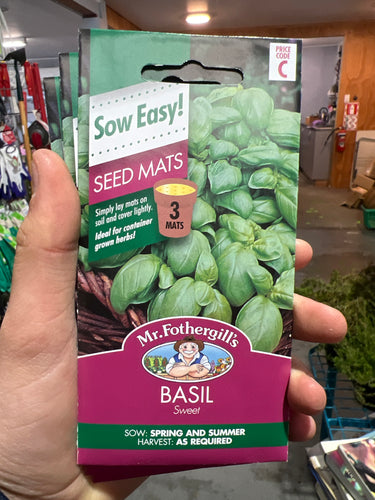 PRICE
CODE
C
Sow Easy!
SEED MATS
Simply lay mats on
soil and cover lightly.
Ideal for container
grown herbs!
3
MATS
Mr. Fothergill's
BASIL
Sweet
SOW: SPRING AND SUMMER
HARVEST: AS REQUIRED